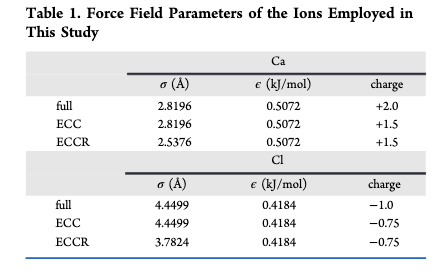 Table 1. Force Field Parameters of the Ions Employed in
This Study
Ca
σ (Å) ϵ (kJ/mol) charge
full 2.8196 0.5072 +2.0
ECC 2.8196 0.5072 +1.5
ECCR 2.5376 0.5072 +1.5
Cl
σ (Å) ϵ (kJ/mol) charge
full 4.4499 0.4184 −1.0
ECC 4.4499 0.4184 −0.75
ECCR 3.7824 0.4184 −0.75